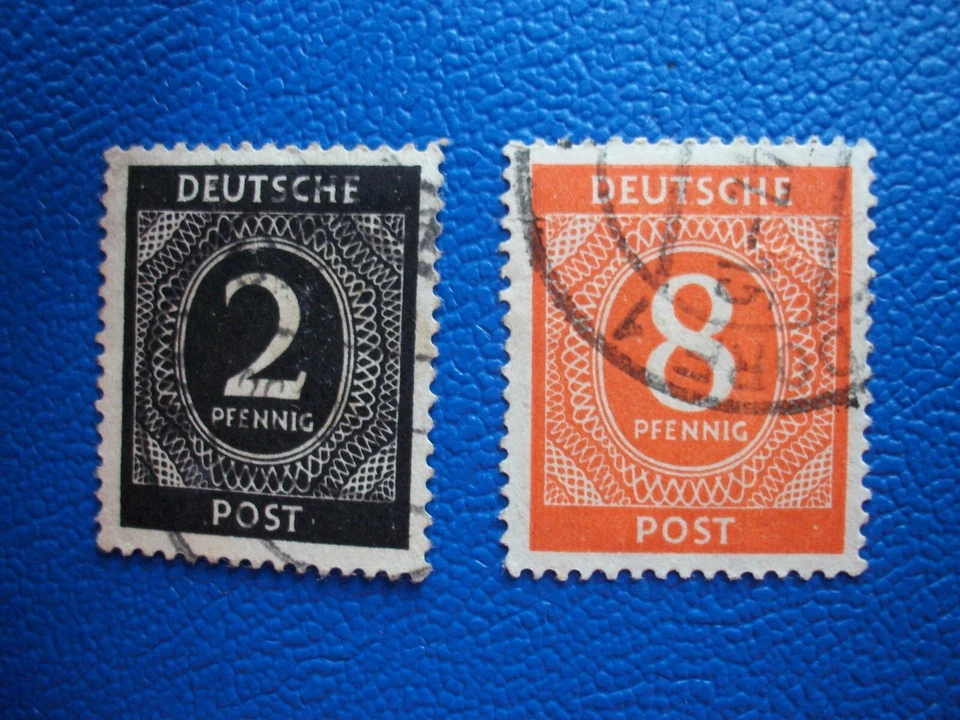 DEUTSCHE
2
PFENNIG
POST
DEUTSCHE
8
PFENNIG
POST